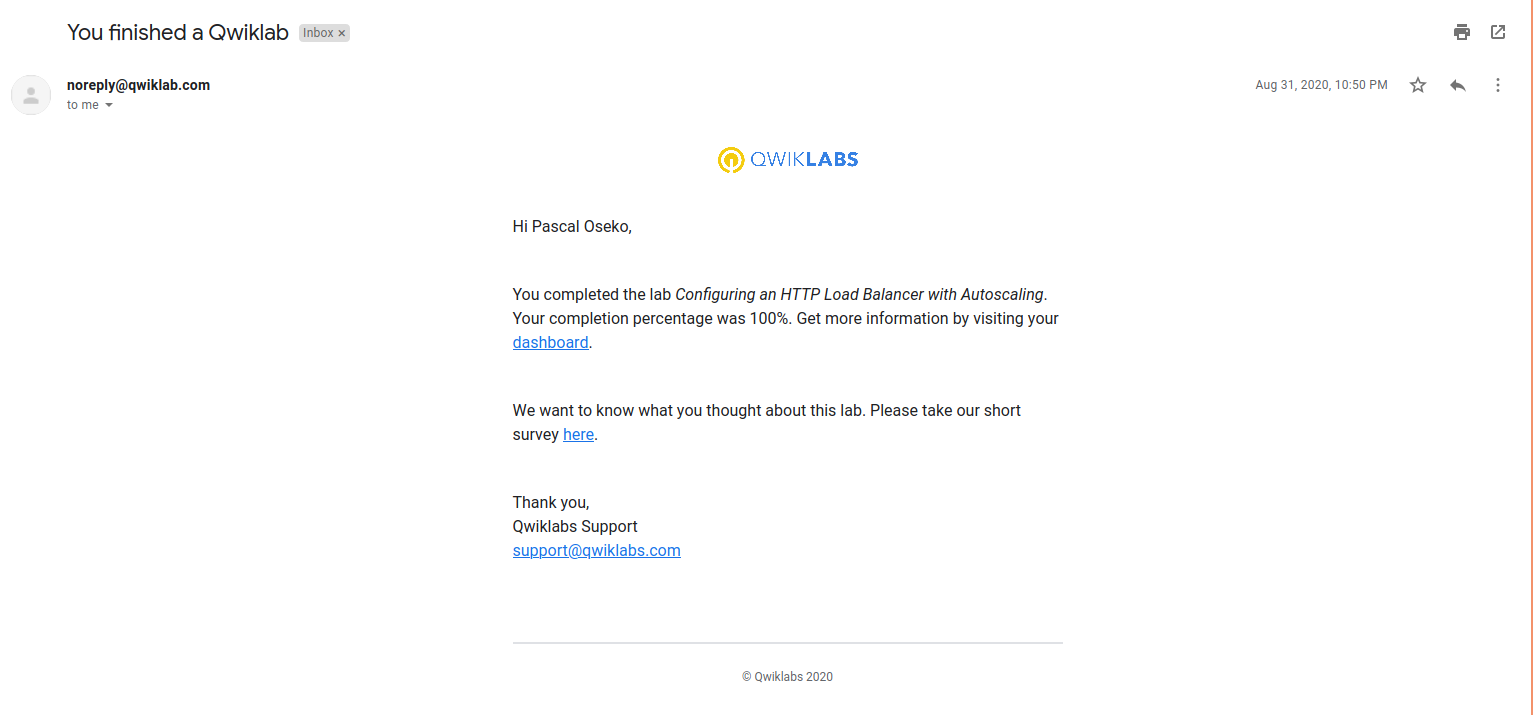 You finished a Qwiklab Inbox ×
noreply@qwiklab.com Aug 31, 2020, 10:50 PM
to me
QWIKLABS
Hi Pascal Oseko,
You completed the lab Configuring an HTTP Load Balancer with Autoscaling.
Your completion percentage was 100%. Get more information by visiting your
dashboard.
We want to know what you thought about this lab. Please take our short
survey here.
Thank you,
Qwiklabs Support
support@qwiklabs.com
© Qwiklabs 2020